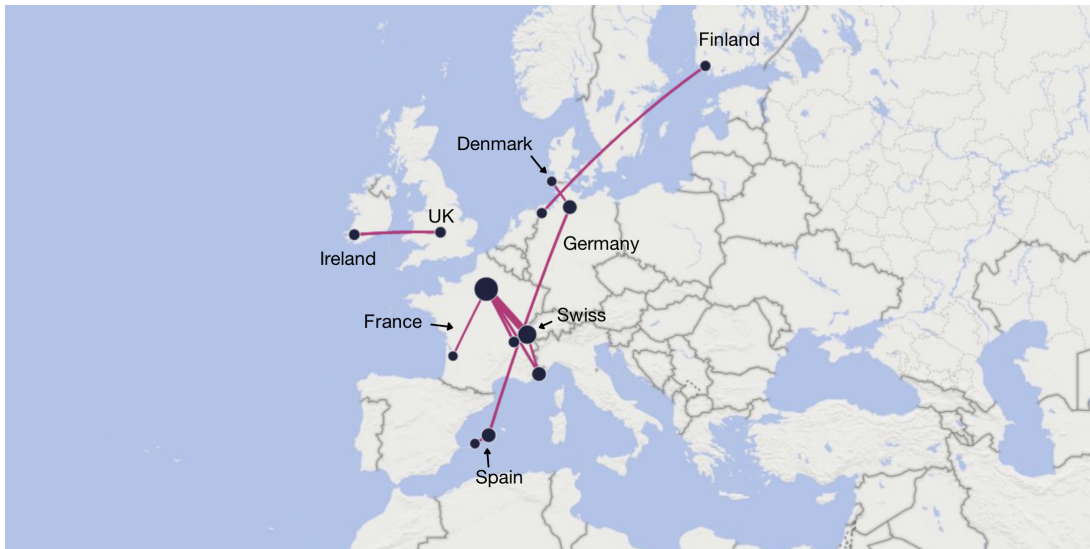 Finland
Denmark
UK
Germany
Ireland
Swiss
France
Spain